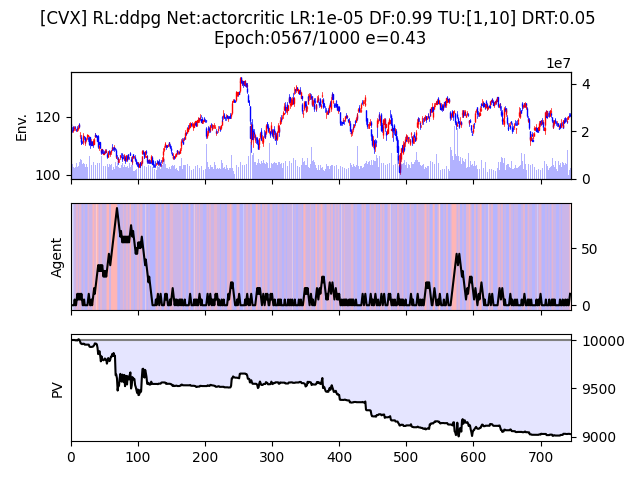 [CVX] RL:ddpg Net:actorcritic LR:1e-05 DF:0.99 TU:[1,10] DRT:0.05
Epoch:0567/1000 e=0.43
1e7
Env.
120
100
4
2
0
Agent
50
0
PV
10000
9500
9000
0 100 200 300 400 500 600 700